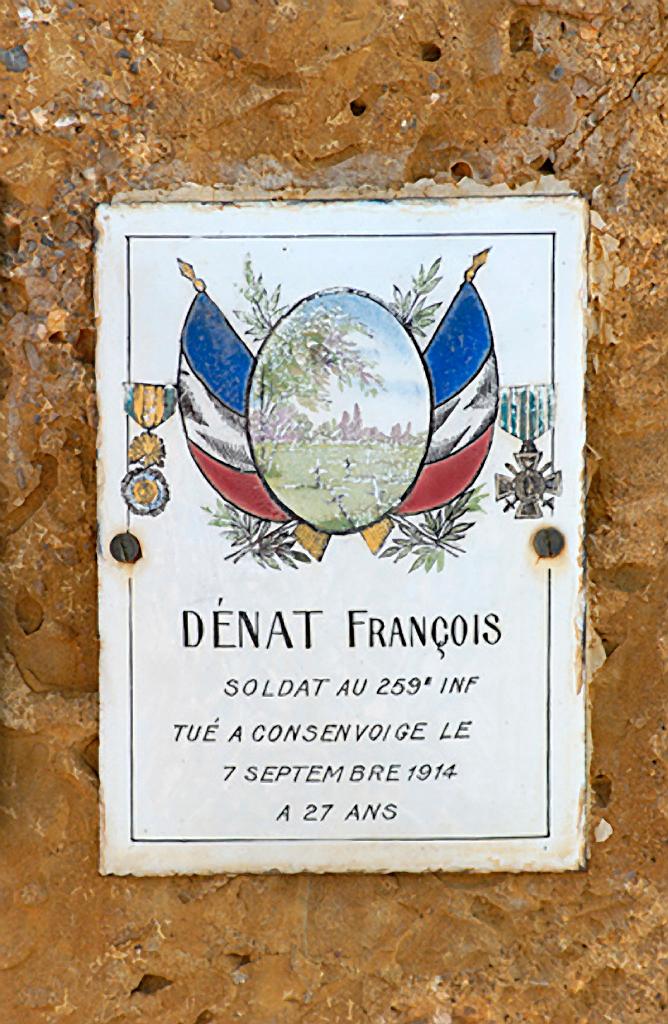 DÉNAT FRANÇOIS
SOLDAT AU 259e INF
TUÉ A CONSENVOIGE LE
7 SEPTEMBRE 1914
A 27 ANS